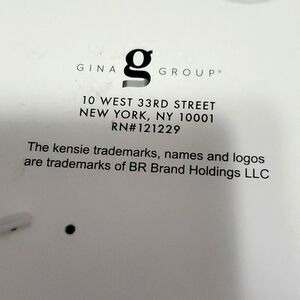 GINA g GROUP®
10 WEST 33RD STREET
NEW YORK, NY 10001
RN#121229
The kensie trademarks, names and logos
are trademarks of BR Brand Holdings LLC